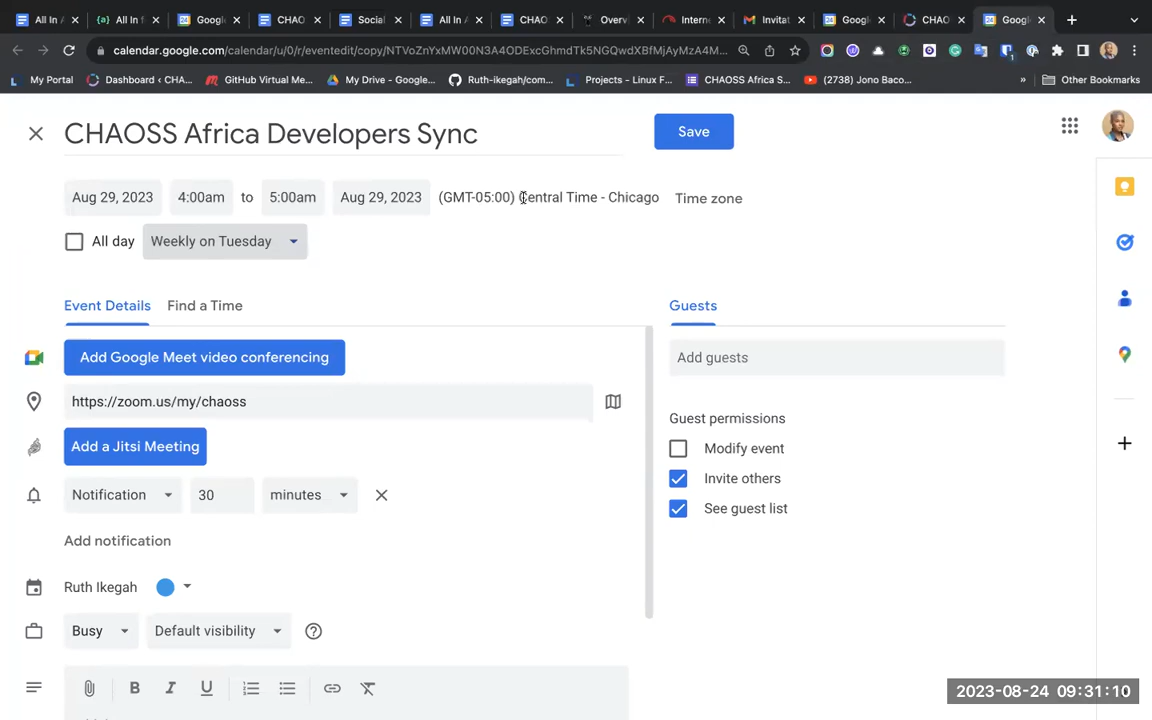 All In A
All In f
Googl
CHAO
Social
All In A
CHAO
Overvi
Intern
Invitat
Googl
CHAO
Googl
calendar.google.com/calendar/u/0/r/eventedit/copy/NTVoZnYxMW00N3A4ODExcGhmdTk5NGQwdXBfMjAyMzA4M...
My Portal
Dashboard ‹ CHA...
GitHub Virtual Me...
My Drive - Google...
Ruth-ikegah/com...
Projects - Linux F...
CHAOSS Africa S...
(2738) Jono Baco...
»
Other Bookmarks
CHAOSS Africa Developers Sync
Save
Aug 29, 2023 4:00am to 5:00am Aug 29, 2023 (GMT-05:00) Central Time - Chicago Time zone
All day Weekly on Tuesday
Event Details Find a Time
Guests
Add Google Meet video conferencing
Add guests
https://zoom.us/my/chaoss
Guest permissions
Add a Jitsi Meeting
Modify event
Invite others
Notification 30 minutes
See guest list
Add notification
Ruth Ikegah
Busy Default visibility
B I U
2023-08-24 09:31:10